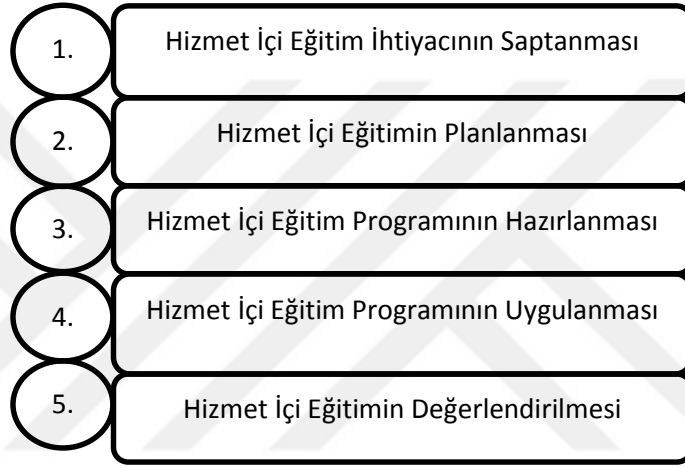 1. Hizmet İçi Eğitim İhtiyacının Saptanması
2. Hizmet İçi Eğitimin Planlanması
3. Hizmet İçi Eğitim Programının Hazırlanması
4. Hizmet İçi Eğitim Programının Uygulanması
5. Hizmet İçi Eğitimin Değerlendirilmesi